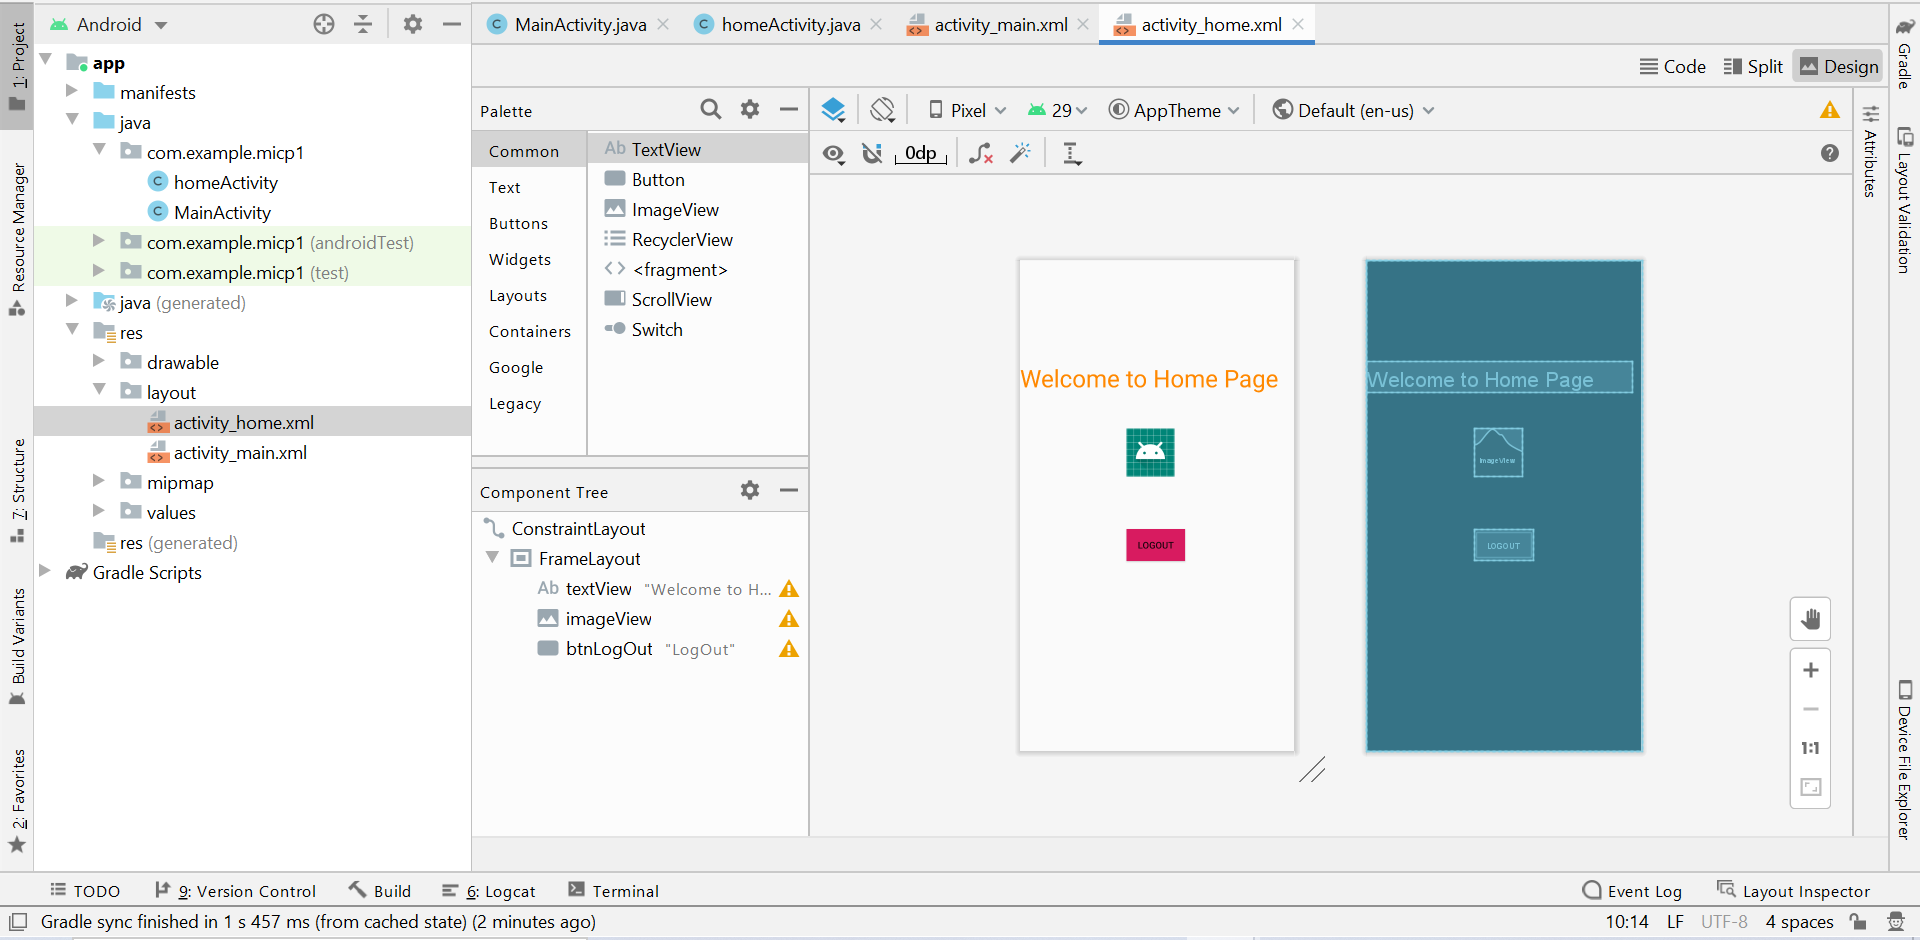 Android
MainActivity.java
homeActivity.java
activity_main.xml
activity_home.xml
Code
Split
Design
1: Project
Resource Manager
7: Structure
Build Variants
2: Favorites
app
manifests
java
com.example.micp1
homeActivity
MainActivity
com.example.micp1 (androidTest)
com.example.micp1 (test)
java (generated)
res
drawable
layout
activity_home.xml
activity_main.xml
mipmap
values
res (generated)
Gradle Scripts
Palette
Common
Text
Buttons
Widgets
Layouts
Containers
Google
Legacy
Ab TextView
Button
ImageView
RecyclerView
<> <fragment>
ScrollView
Switch
Component Tree
ConstraintLayout
FrameLayout
Ab textView "Welcome to H...
imageView
btnLogOut "LogOut"
Pixel
29
AppTheme
Default (en-us)
0dp
Welcome to Home Page
LOGOUT
Welcome to Home Page
ImageView
LOGOUT
1:1
Attributes
Gradle
Layout Validation
Device File Explorer
TODO
9: Version Control
Build
6: Logcat
Terminal
Event Log
Layout Inspector
Gradle sync finished in 1 s 457 ms (from cached state) (2 minutes ago)
10:14 LF UTF-8 4 spaces